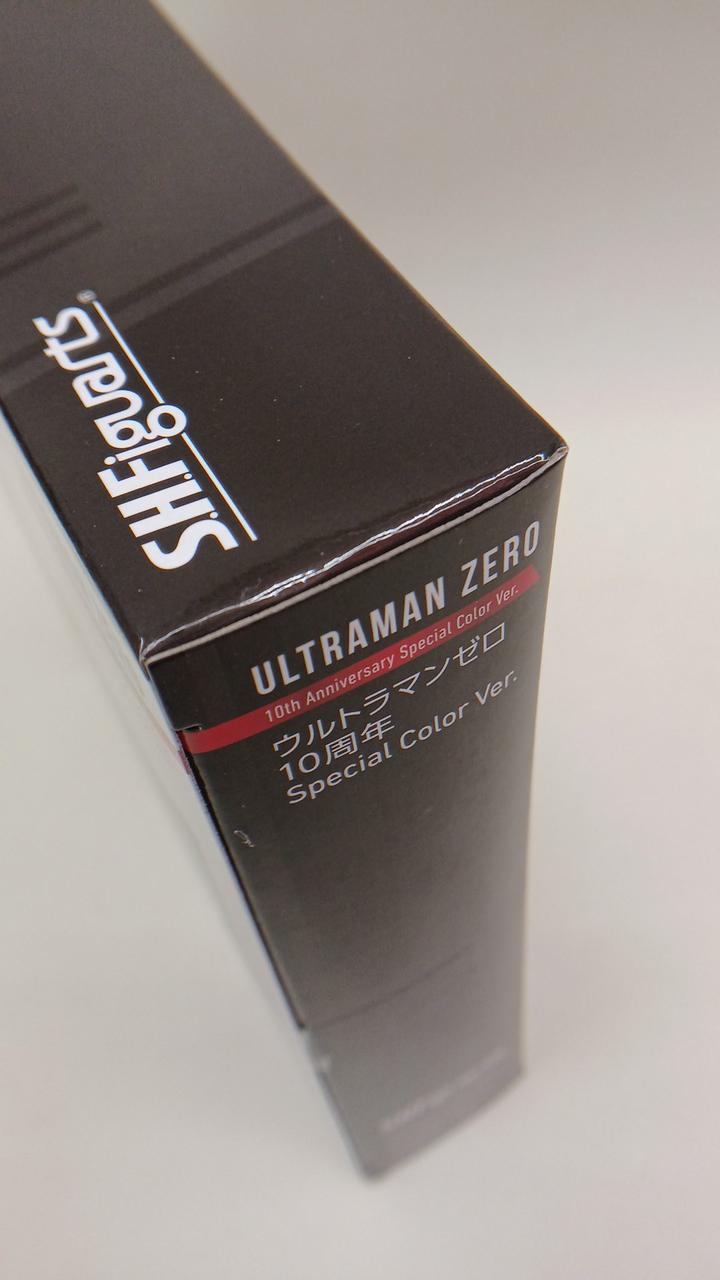 S.H.Figuarts®
ULTRAMAN ZERO
10th Anniversary Special Color Ver.
ウルトラマンゼロ
10周年
Special Color Ver.